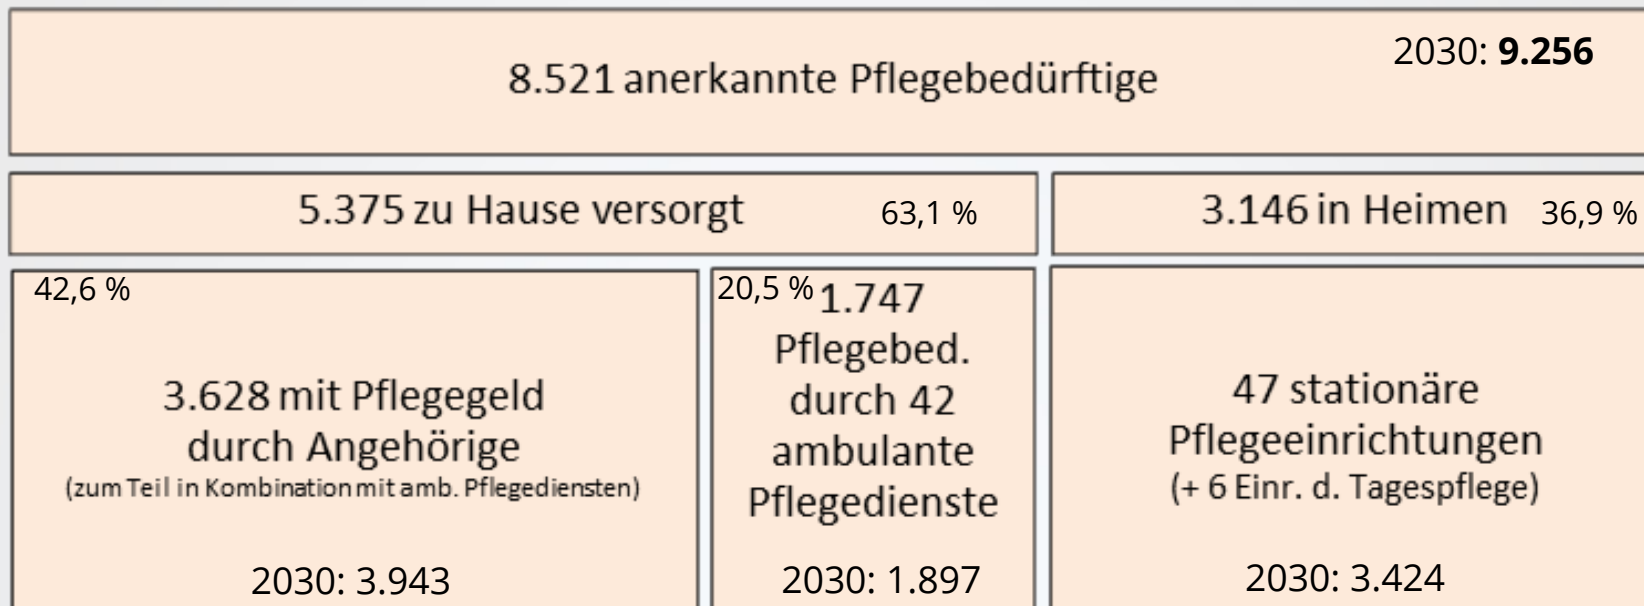 2030: 9.256
8.521 anerkannte Pflegebedürftige
5.375 zu Hause versorgt 63,1 %
3.146 in Heimen 36,9 %
42,6 %
3.628 mit Pflegegeld
durch Angehörige
(zum Teil in Kombination mit amb. Pflegediensten)
2030: 3.943
20,5 % 1.747
Pflegebed.
durch 42
ambulante
Pflegedienste
2030: 1.897
47 stationäre
Pflegeeinrichtungen
(+ 6 Einr. d. Tagespflege)
2030: 3.424